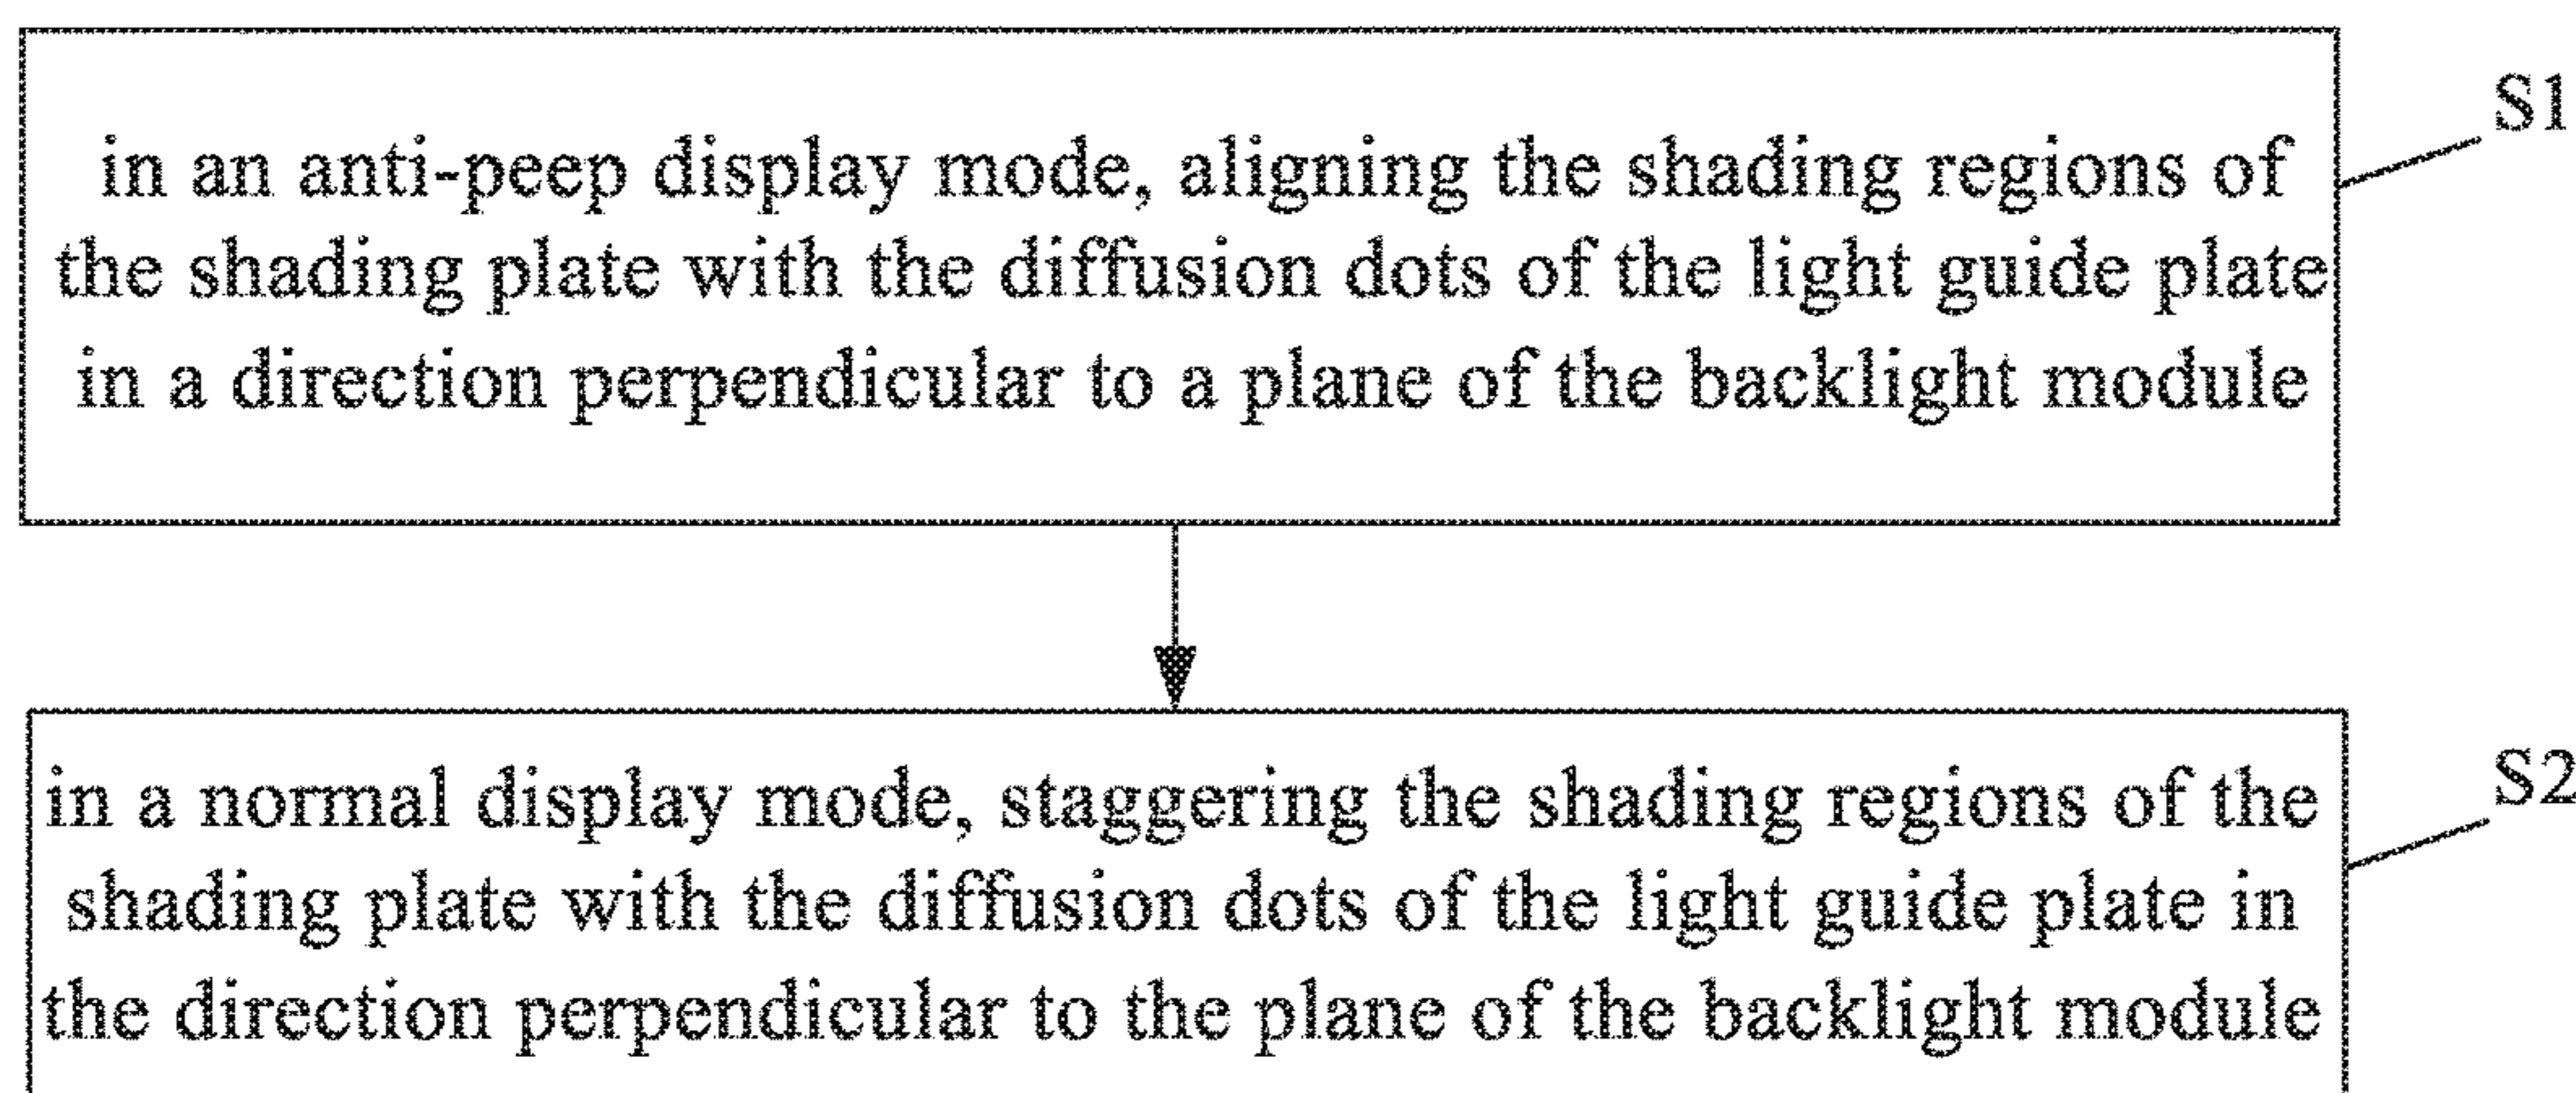 S1
in an anti-peep display mode, aligning the shading regions of
the shading plate with the diffusion dots of the light guide plate
in a direction perpendicular to a plane of the backlight module
S2
in a normal display mode, staggering the shading regions of the
shading plate with the diffusion dots of the light guide plate in
the direction perpendicular to the plane of the backlight module